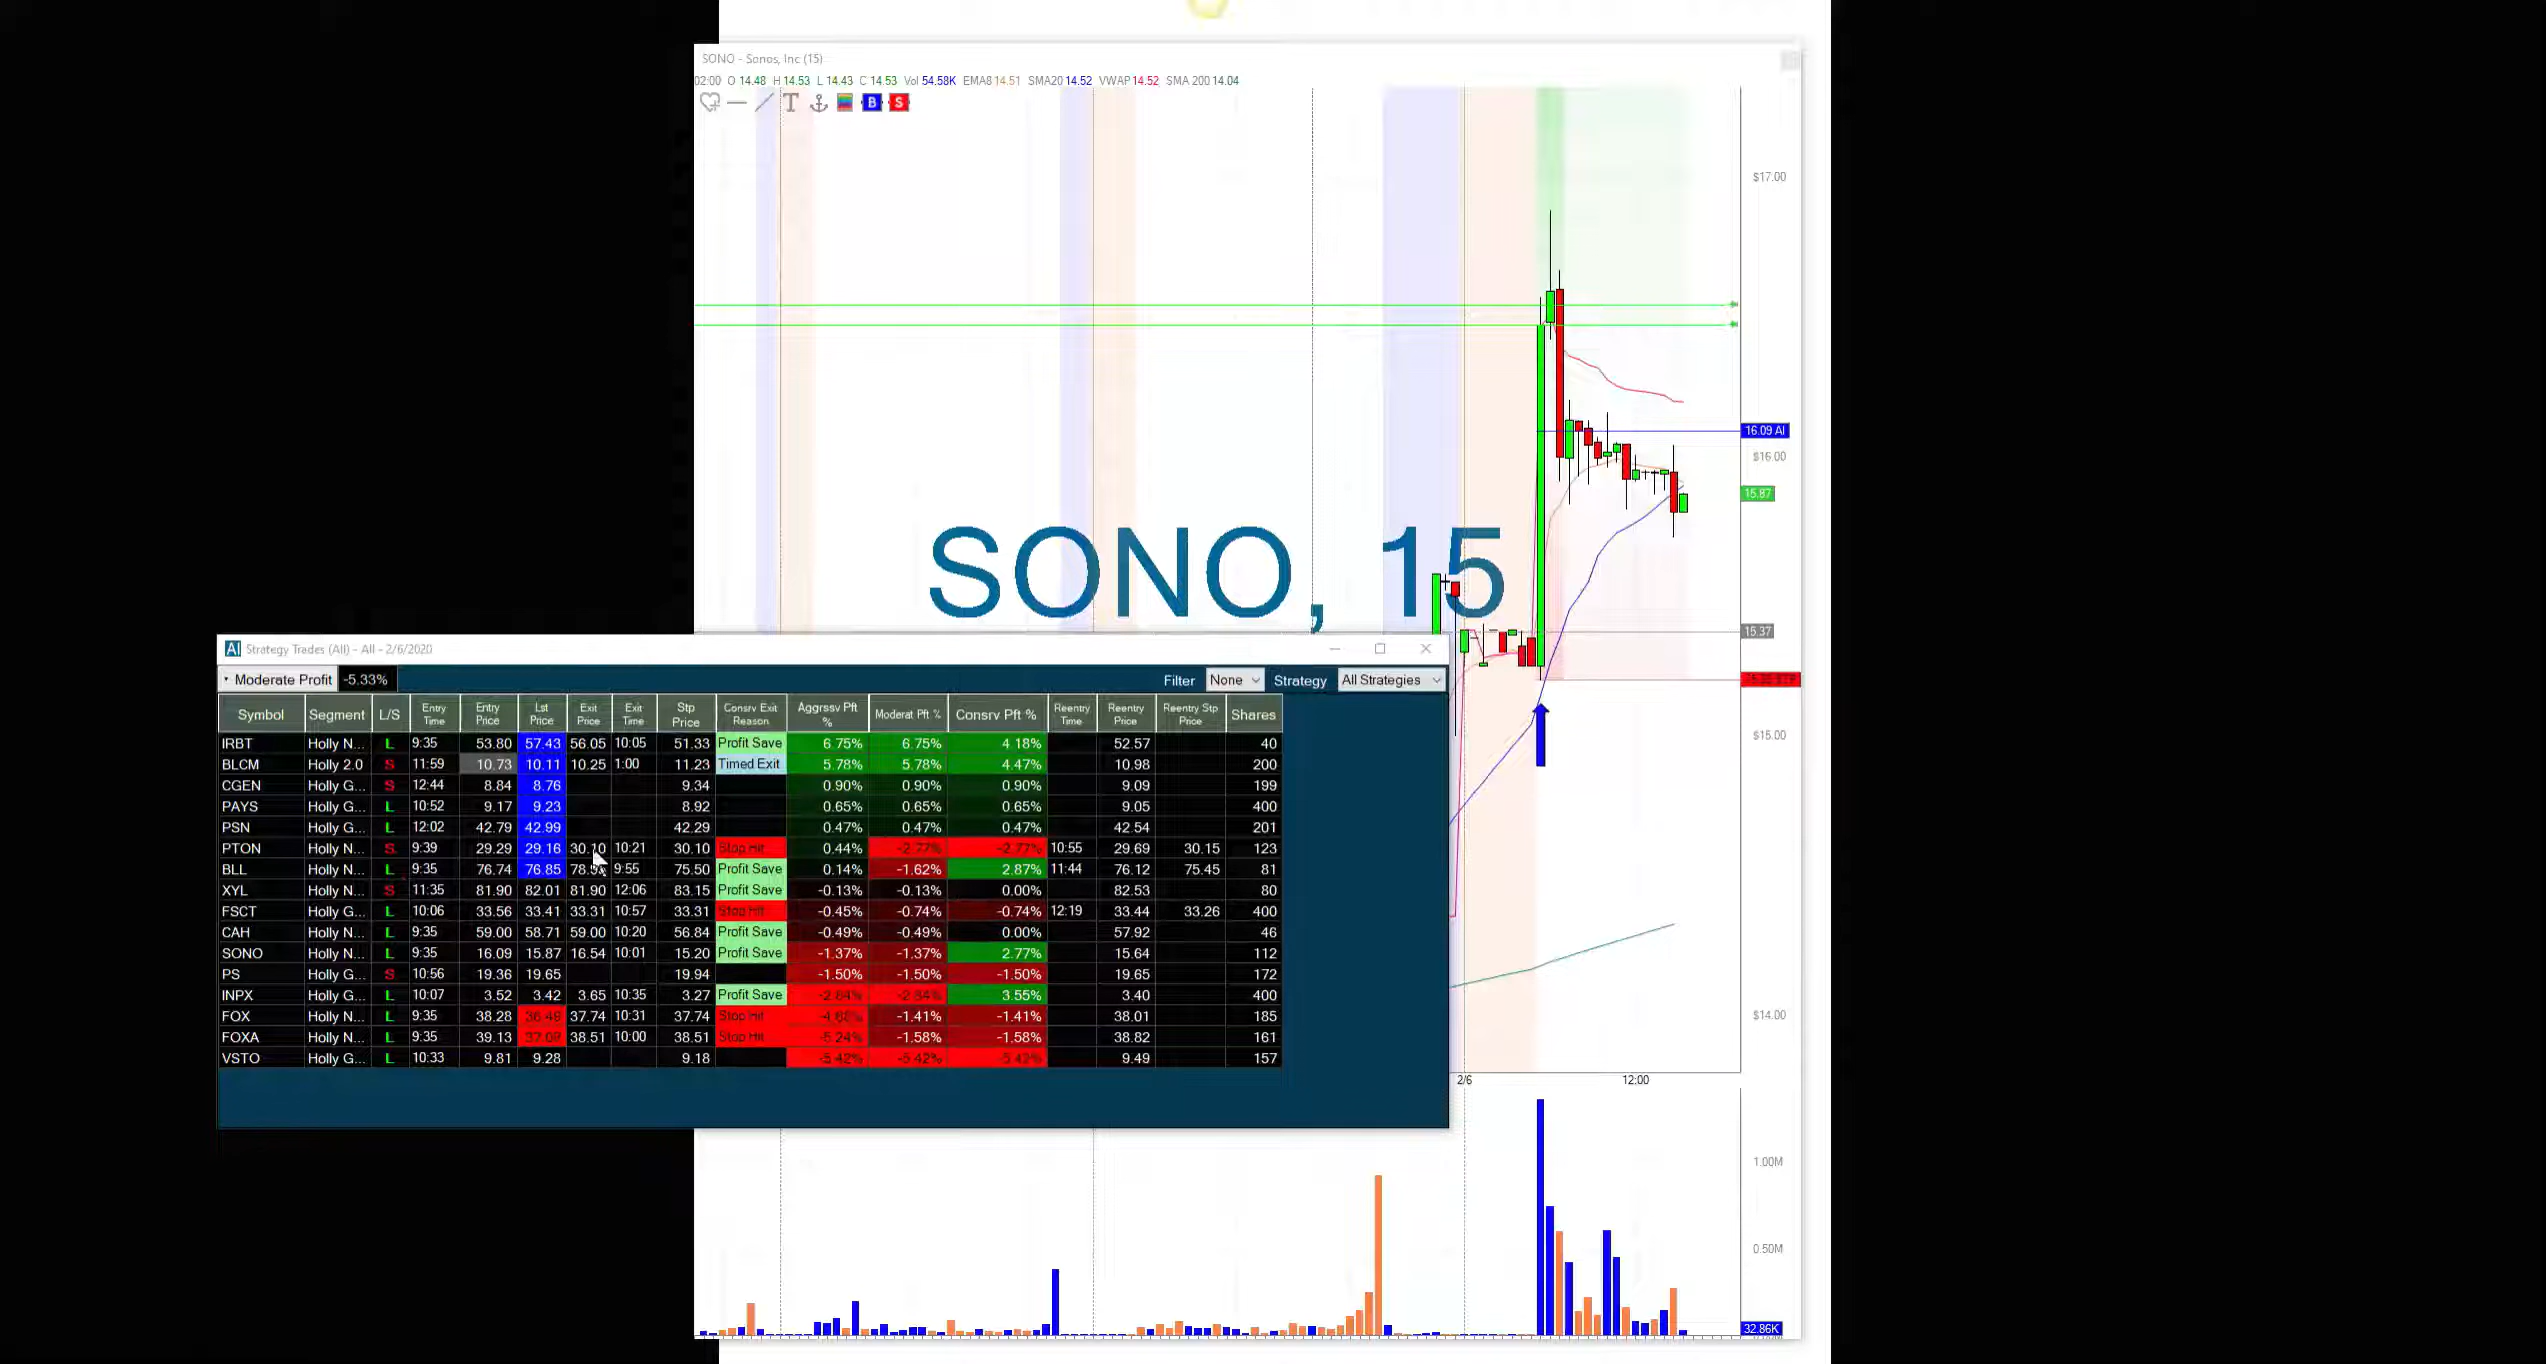 SONO - Sonos, Inc (15)
02:00 O 14.48 H 14.53 L 14.43 C 14.53 Vol 54.58K EMA8 14.51 SMA20 14.52 VWAP 14.52 SMA 200 14.04
T B S
$17.00
16.09 AI
$16.00
15.87
SONO, 15
15.37
$15.00
$14.00
2/6 12:00
1.00M
0.50M
32.86K
AI Strategy Trades (All) - All - 2/6/2020
Moderate Profit -5.33% Filter None Strategy All Strategies
Symbol Segment L/S Entry Time Entry Price Lst Price Exit Price Exit Time Stp Price Consrv Exit Reason Aggrssv Pft % Moderat Pft % Consrv Pft % Reentry Time Reentry Price Reentry Stp Price Shares
IRBT Holly N... L 9:35 53.80 57.43 56.05 10:05 51.33 Profit Save 6.75% 6.75% 4.18% 52.57 40
BLCM Holly 2.0 S 11:59 10.73 10.11 10.25 1:00 11.23 Timed Exit 5.78% 5.78% 4.47% 10.98 200
CGEN Holly G... S 12:44 8.84 8.76 9.34 0.90% 0.90% 0.90% 9.09 199
PAYS Holly G... L 10:52 9.17 9.23 8.92 0.65% 0.65% 0.65% 9.05 400
PSN Holly G... L 12:02 42.79 42.99 42.29 0.47% 0.47% 0.47% 42.54 201
PTON Holly N... S 9:39 29.29 29.16 30.10 10:21 30.10 Stop Hit 0.44% -2.77% -2.77% 10:55 29.69 30.15 123
BLL Holly N... L 9:35 76.74 76.85 9:55 75.50 Profit Save 0.14% -1.62% 2.87% 11:44 76.12 75.45 81
XYL Holly N... S 11:35 81.90 82.01 81.90 12:06 83.15 Profit Save -0.13% -0.13% 0.00% 82.53 80
FSCT Holly G... L 10:06 33.56 33.41 33.31 10:57 33.31 Stop Hit -0.45% -0.74% -0.74% 12:19 33.44 33.26 400
CAH Holly N... L 9:35 59.00 58.71 59.00 10:20 56.84 Profit Save -0.49% -0.49% 0.00% 57.92 46
SONO Holly N... L 9:35 16.09 15.87 16.54 10:01 15.20 Profit Save -1.37% -1.37% 2.77% 15.64 112
PS Holly G... S 10:56 19.36 19.65 19.94 -1.50% -1.50% -1.50% 19.65 172
INPX Holly G... L 10:07 3.52 3.42 3.65 10:35 3.27 Profit Save -2.84% -2.84% 3.55% 3.40 400
FOX Holly N... L 9:35 38.28 36.49 37.74 10:31 37.74 Stop Hit -4.68% -1.41% -1.41% 38.01 185
FOXA Holly N... L 9:35 39.13 38.51 10:00 38.51 Stop Hit -5.24% -1.58% -1.58% 38.82 161
VSTO Holly G... L 10:33 9.81 9.28 9.18 -5.42% -5.42% -5.42% 9.49 157